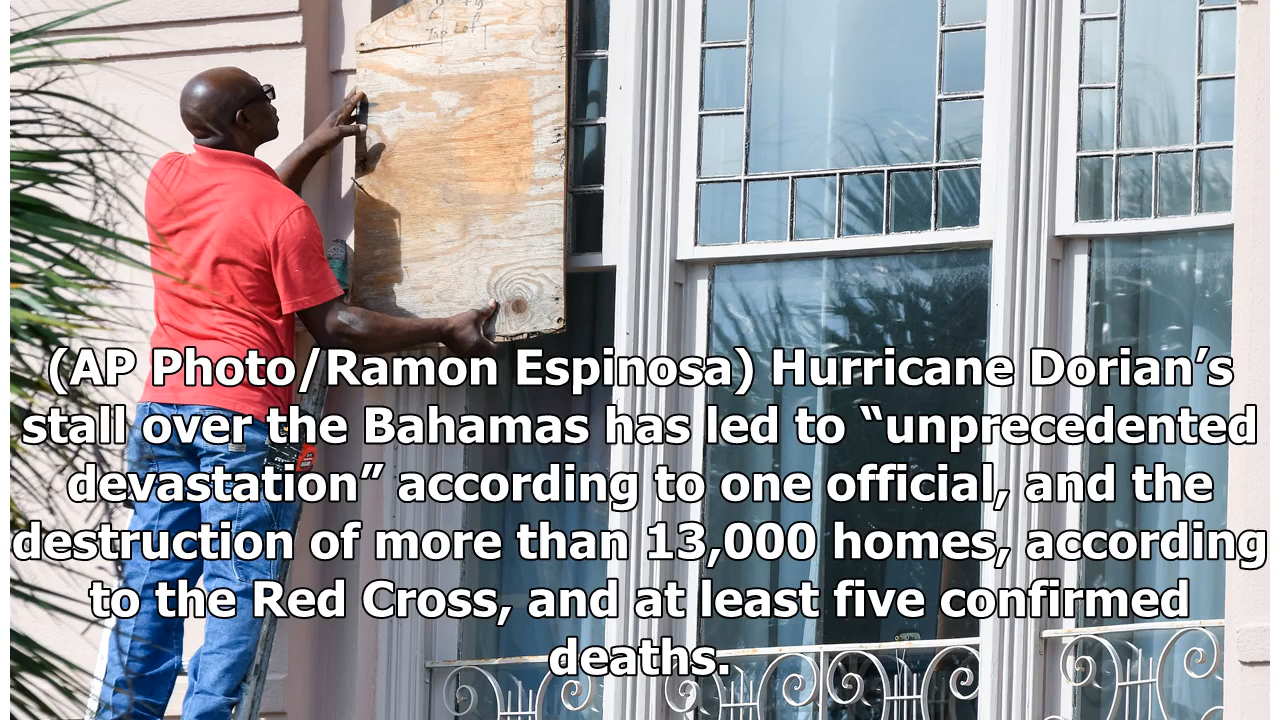 Top Left
(AP Photo/Ramon Espinosa) Hurricane Dorian’s
stall over the Bahamas has led to “unprecedented
devastation” according to one official, and the
destruction of more than 13,000 homes, according
to the Red Cross, and at least five confirmed
deaths.